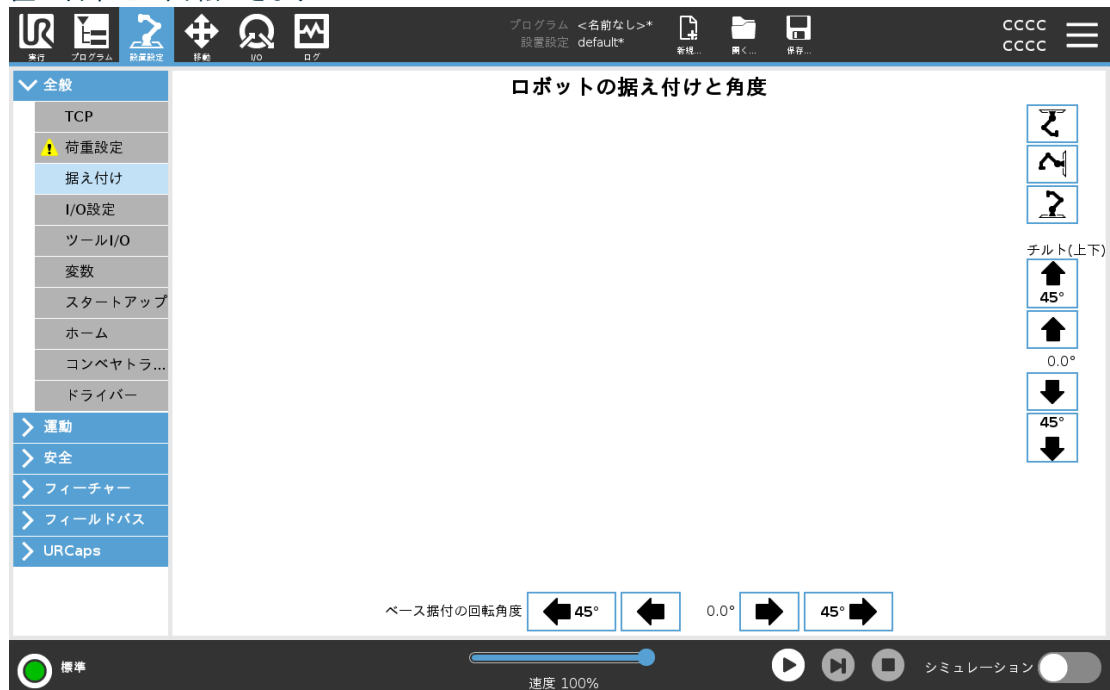 実行
プログラム
設置設定
移動
I/O
ログ
プログラム <名前なし>*
設置設定 default*
新規...
開く...
保存...
cccc
cccc
全般
ロボットの据え付けと角度
TCP
荷重設定
据え付け
I/O設定
ツールI/O
変数
スタートアップ
ホーム
コンベヤトラ...
ドライバー
運動
安全
フィーチャー
フィールドバス
URCaps
チルト(上下)
45°
0.0°
45°
ベース据付の回転角度
45°
0.0°
45°
標準
速度 100%
シミュレーション